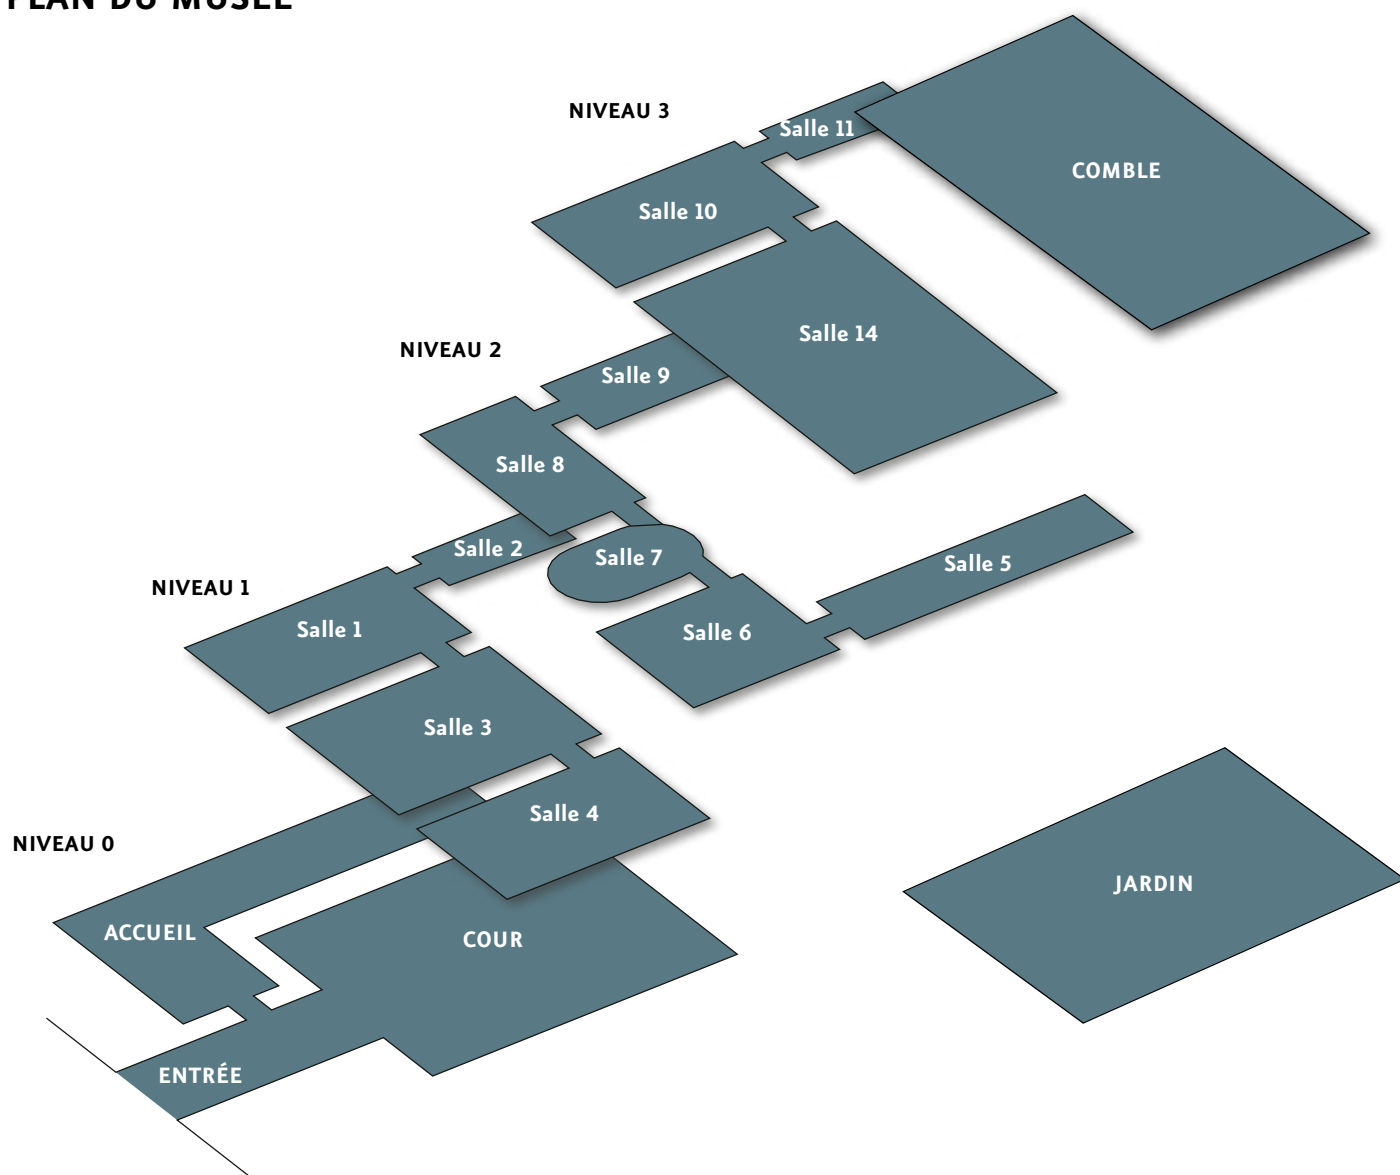 PLAN DU MUSÉE
NIVEAU 3
Salle 11
COMBLE
Salle 10
Salle 14
NIVEAU 2
Salle 9
Salle 8
Salle 7
Salle 2
Salle 5
NIVEAU 1
Salle 1
Salle 6
Salle 3
Salle 4
NIVEAU 0
JARDIN
ACCUEIL
COUR
ENTRÉE